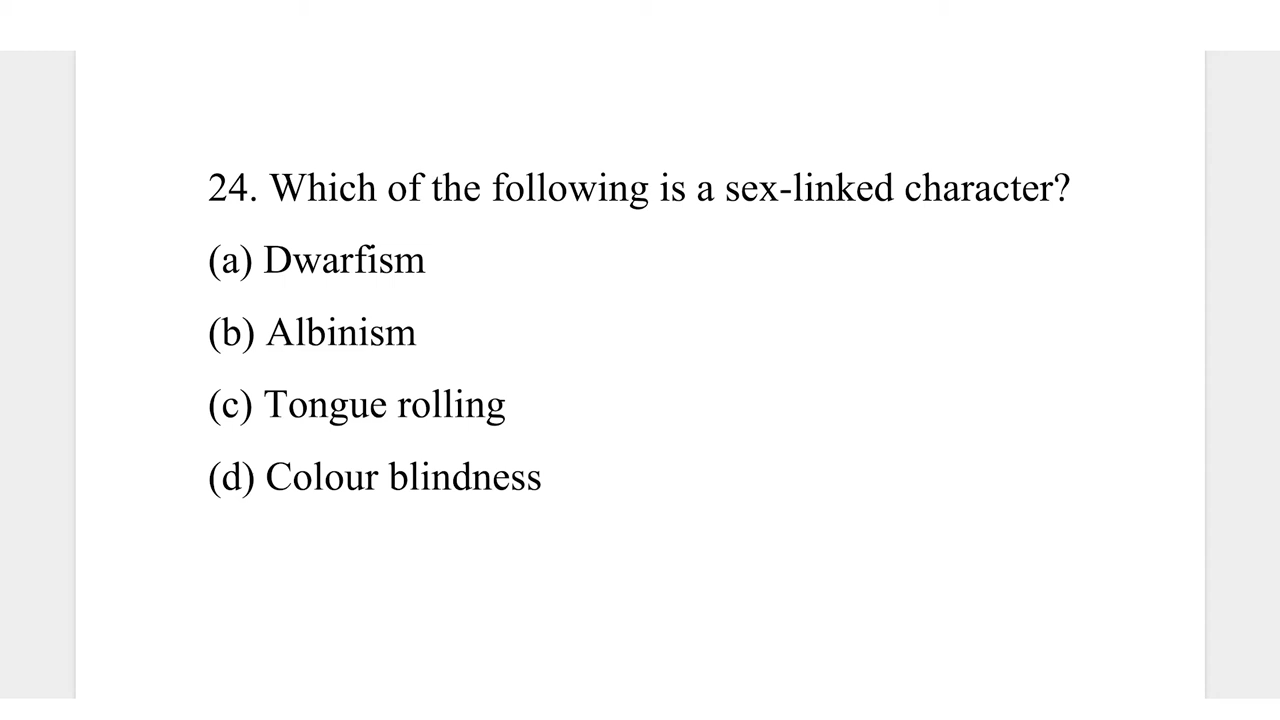 24. Which of the following is a sex-linked character?
(a) Dwarfism
(b) Albinism
(c) Tongue rolling
(d) Colour blindness